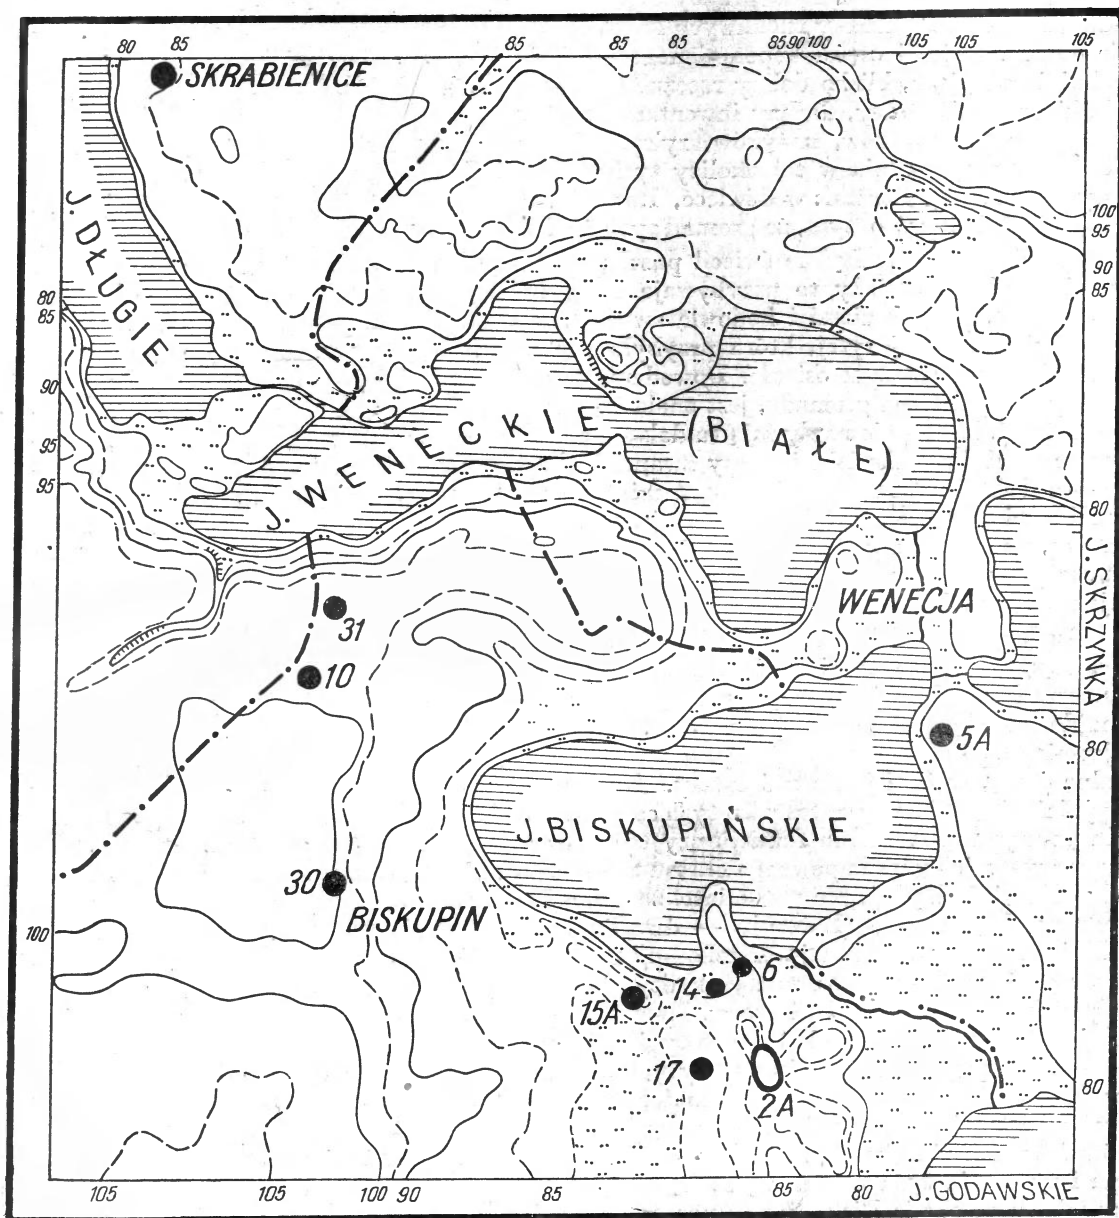 80 85 85 85 85 85 90 100 105 105 105
SKRABIENICE
J. DŁUGIE
100
95
90
85
80
85
90
95
95
J. WENECKIE (BIAŁE)
80
J. SKRZYNKA
WENECJA
31
10
5A
80
J. BISKUPIŃSKIE
30
BISKUPIN
100
6
14
15A
17
2A
80
105 105 100 90 85 85 80 J. GODAWSKIE